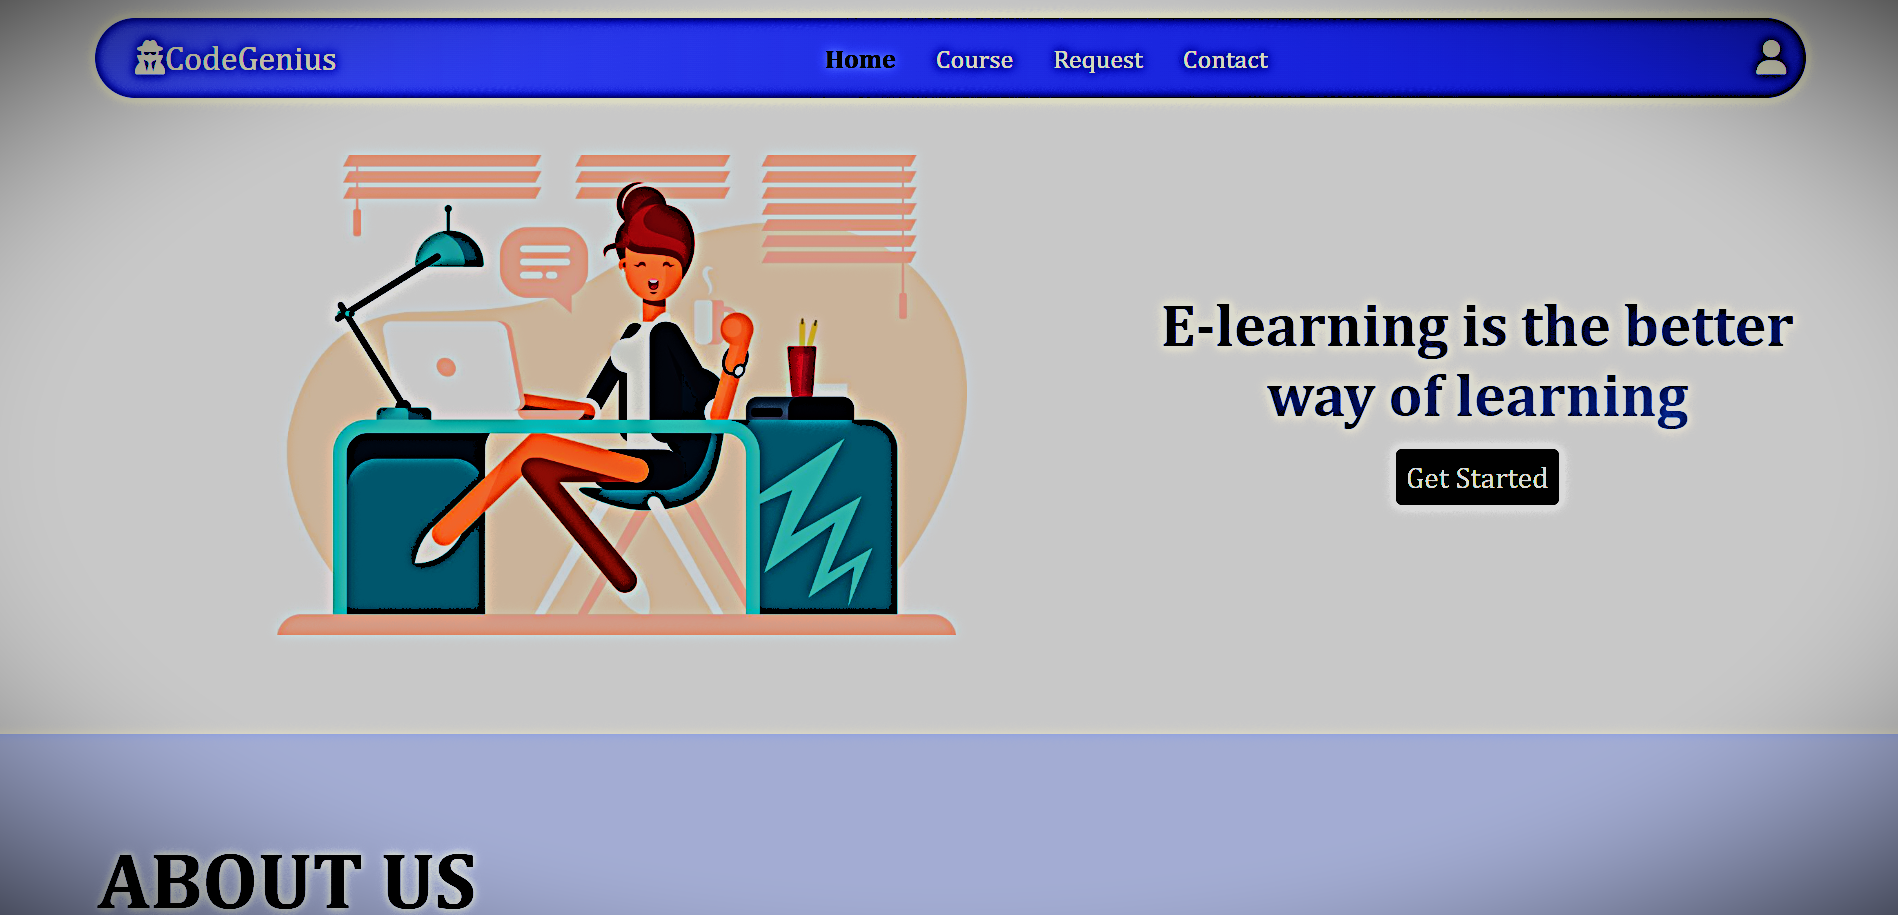 CodeGenius
Home Course Request Contact
E-learning is the better
way of learning
Get Started
ABOUT US